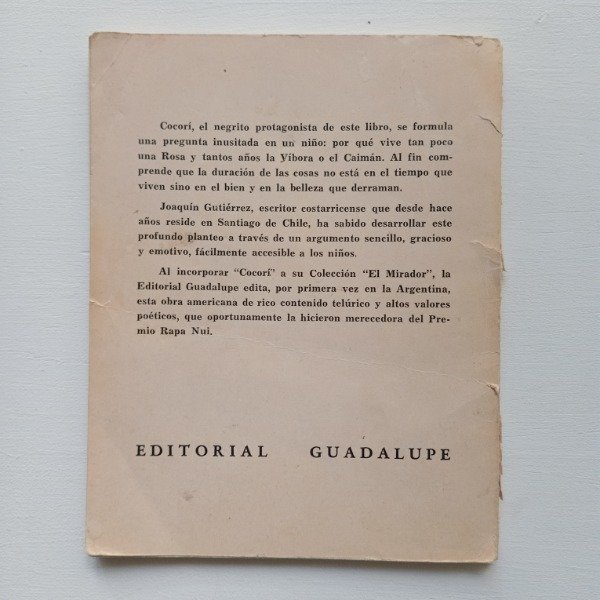 Cocorí, el negrito protagonista de este libro, se formula
una pregunta inusitada en un niño: por qué vive tan poco
una Rosa y tantos años la Víbora o el Caimán. Al fin com-
prende que la duración de las cosas no está en el tiempo que
viven sino en el bien y en la belleza que derraman.
Joaquín Gutiérrez, escritor costarricense que desde hace
años reside en Santiago de Chile, ha sabido desarrollar este
profundo planteo a través de un argumento sencillo, gracioso
y emotivo, fácilmente accesible a los niños.
Al incorporar "Cocorí" a su Colección "El Mirador", la
Editorial Guadalupe edita, por primera vez en la Argentina,
esta obra americana de rico contenido telúrico y altos valores
poéticos, que oportunamente la hicieron merecedora del Pre-
mio Rapa Nui.
EDITORIAL GUADALUPE